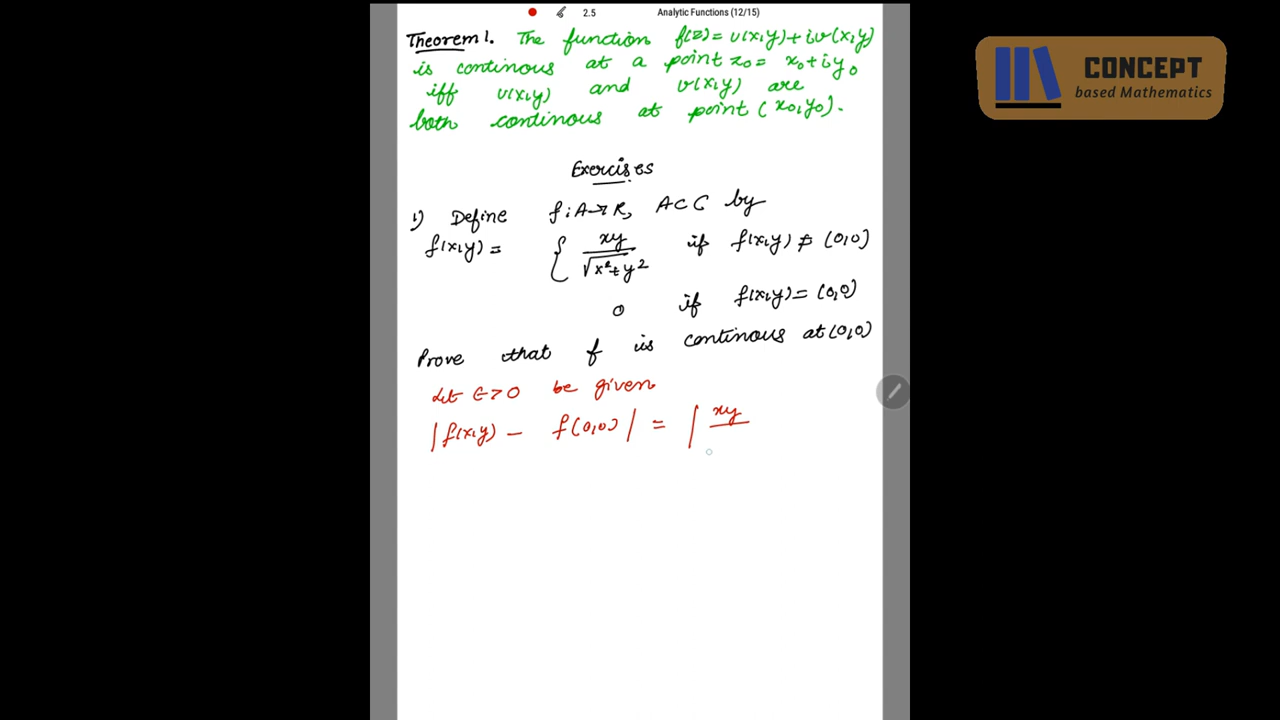 2.5 Analytic Functions (12/15)
CONCEPT
based Mathematics
Theorem 1. The function f(z) = u(x,y) + iv(x,y)
is continous at a point z₀ = x₀ + iy₀
iff u(x,y) and v(x,y) are
both continous at point (x₀,y₀).
Exercises
1) Define f: A → R, A ⊂ C by
f(x,y) = { xy / √x²+y² if f(x,y) ≠ (0,0)
0 if f(x,y) = (0,0)
Prove that f is continous at (0,0)
Let ε > 0 be given
|f(x,y) - f(0,0)| = | xy